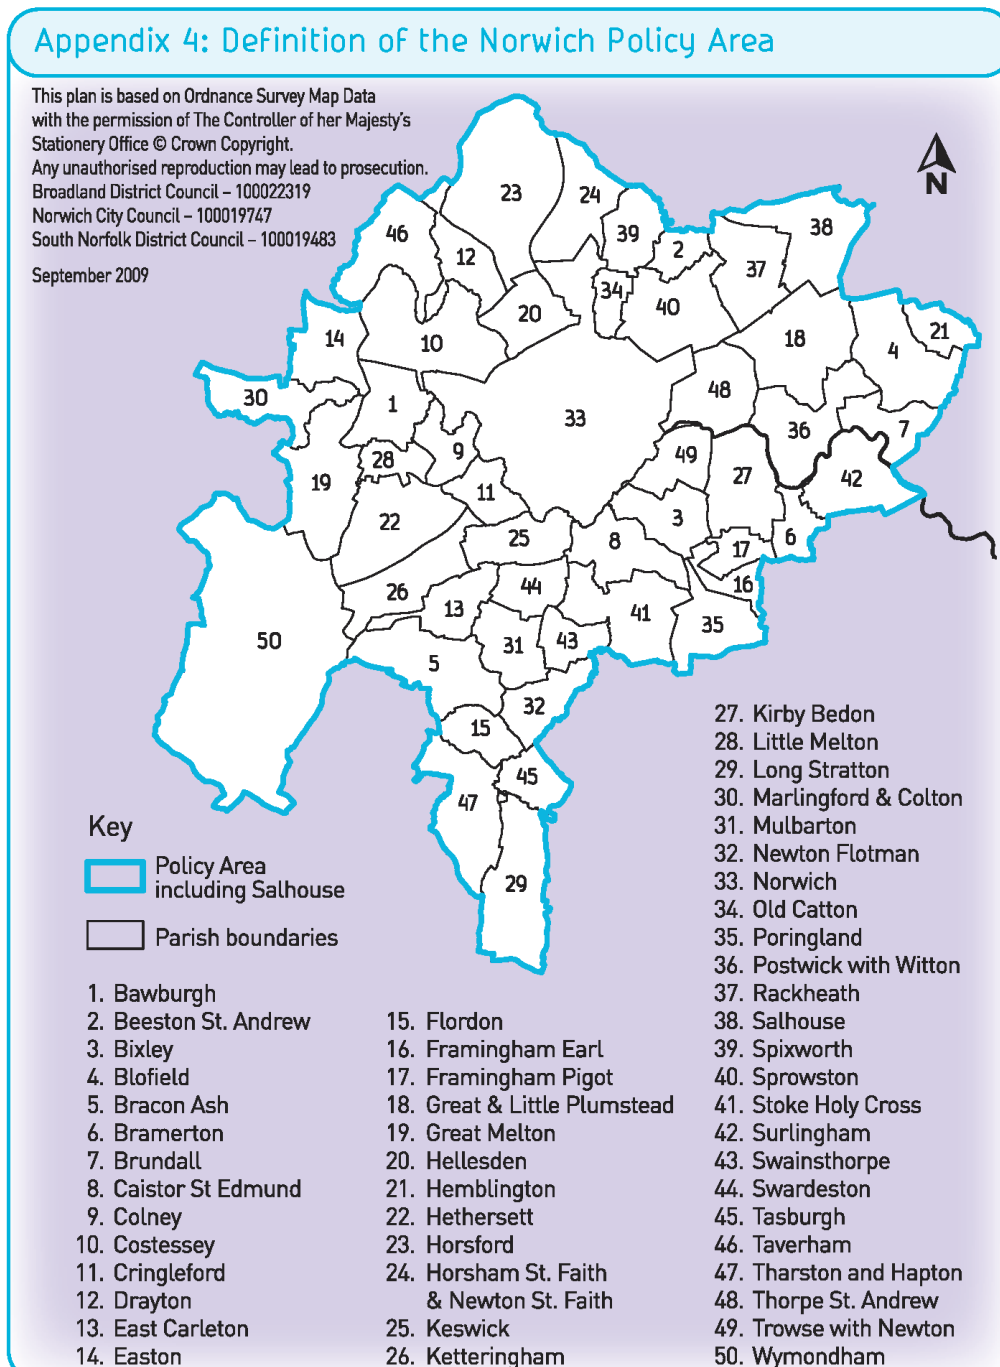 Appendix 4: Definition of the Norwich Policy Area
This plan is based on Ordnance Survey Map Data
with the permission of The Controller of her Majesty's
Stationery Office © Crown Copyright.
Any unauthorised reproduction may lead to prosecution.
Broadland District Council – 100022319
Norwich City Council – 100019747
South Norfolk District Council – 100019483
September 2009
N
23
24
38
46
39
2
12
37
34
40
20
14
10
18
21
4
30
1
48
33
36
7
9
28
49
27
42
19
11
22
3
25
8
17
6
44
16
26
13
41
35
50
31
43
5
32
15
45
47
29
Key
Policy Area
including Salhouse
Parish boundaries
1. Bawburgh
2. Beeston St. Andrew
3. Bixley
4. Blofield
5. Bracon Ash
6. Bramerton
7. Brundall
8. Caistor St Edmund
9. Colney
10. Costessey
11. Cringleford
12. Drayton
13. East Carleton
14. Easton
15. Flordon
16. Framingham Earl
17. Framingham Pigot
18. Great & Little Plumstead
19. Great Melton
20. Hellesden
21. Hemblington
22. Hethersett
23. Horsford
24. Horsham St. Faith
& Newton St. Faith
25. Keswick
26. Ketteringham
27. Kirby Bedon
28. Little Melton
29. Long Stratton
30. Marlingford & Colton
31. Mulbarton
32. Newton Flotman
33. Norwich
34. Old Catton
35. Poringland
36. Postwick with Witton
37. Rackheath
38. Salhouse
39. Spixworth
40. Sprowston
41. Stoke Holy Cross
42. Surlingham
43. Swainsthorpe
44. Swardeston
45. Tasburgh
46. Taverham
47. Tharston and Hapton
48. Thorpe St. Andrew
49. Trowse with Newton
50. Wymondham